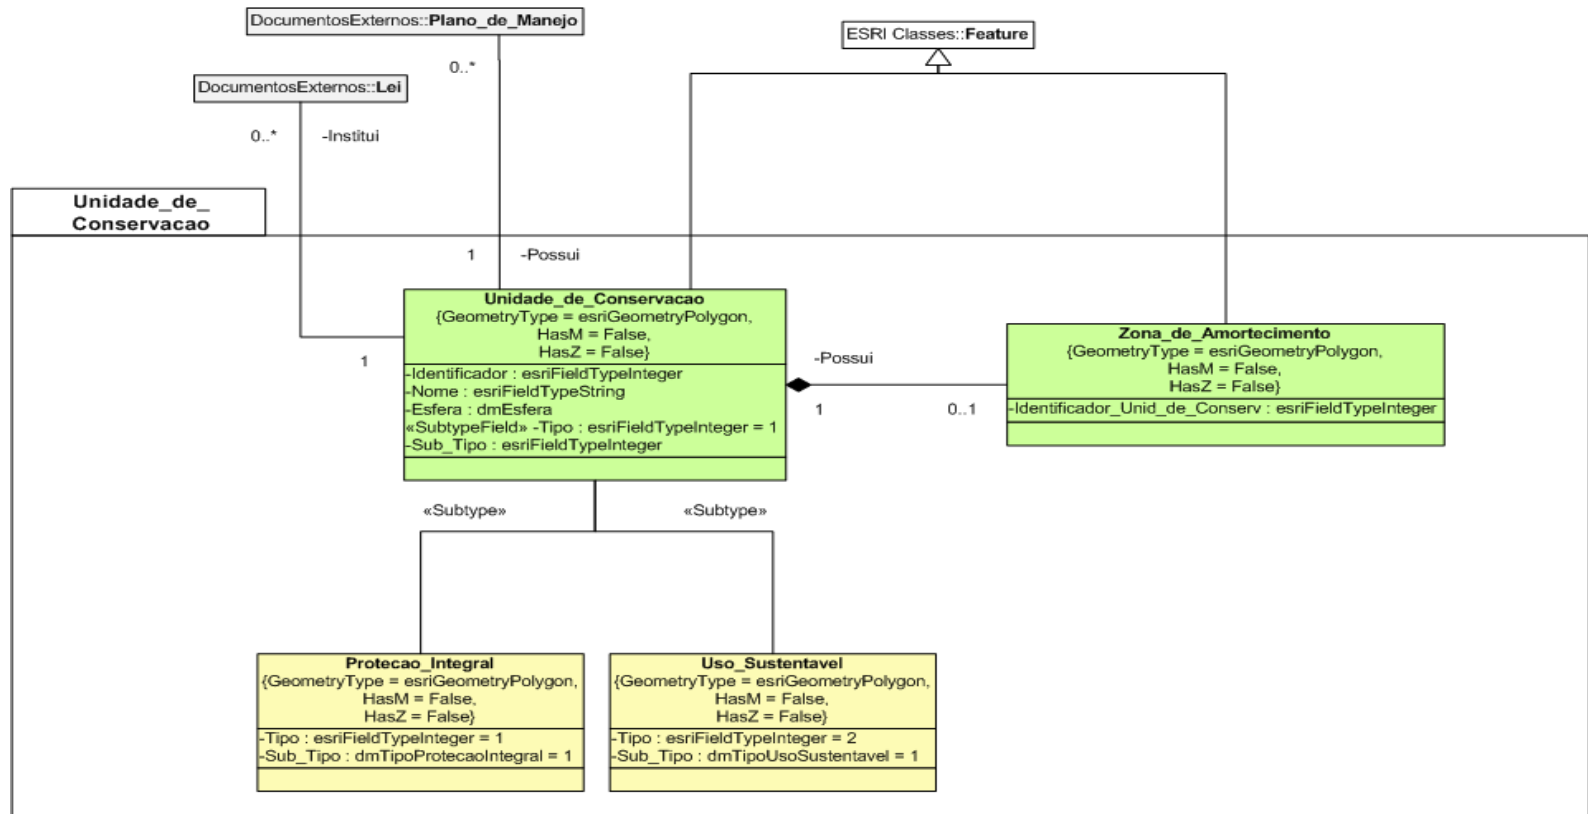 DocumentosExternos::Plano_de_Manejo
ESRI Classes::Feature
0..*
DocumentosExternos::Lei
0..*
-Institui
Unidade_de_
Conservacao
1
-Possui
Unidade_de_Conservacao
{GeometryType = esriGeometryPolygon,
HasM = False,
HasZ = False}
-Identificador : esriFieldTypeInteger
-Nome : esriFieldTypeString
-Esfera : dmEsfera
«SubtypeField» -Tipo : esriFieldTypeInteger = 1
-Sub_Tipo : esriFieldTypeInteger
1
-Possui
1
0..1
Zona_de_Amortecimento
{GeometryType = esriGeometryPolygon,
HasM = False,
HasZ = False}
-Identificador_Unid_de_Conserv : esriFieldTypeInteger
«Subtype»
«Subtype»
Protecao_Integral
{GeometryType = esriGeometryPolygon,
HasM = False,
HasZ = False}
-Tipo : esriFieldTypeInteger = 1
-Sub_Tipo : dmTipoProtecaoIntegral = 1
Uso_Sustentavel
{GeometryType = esriGeometryPolygon,
HasM = False,
HasZ = False}
-Tipo : esriFieldTypeInteger = 2
-Sub_Tipo : dmTipoUsoSustentavel = 1